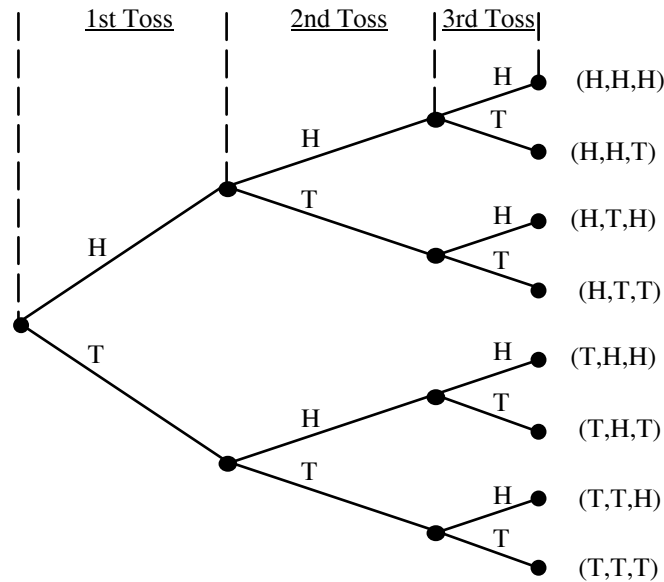 1st Toss 2nd Toss 3rd Toss
H (H,H,H)
T
H
(H,H,T)
T
H (H,T,H)
H
T
(H,T,T)
T
H (T,H,H)
T
H
(T,H,T)
T
H (T,T,H)
T
(T,T,T)